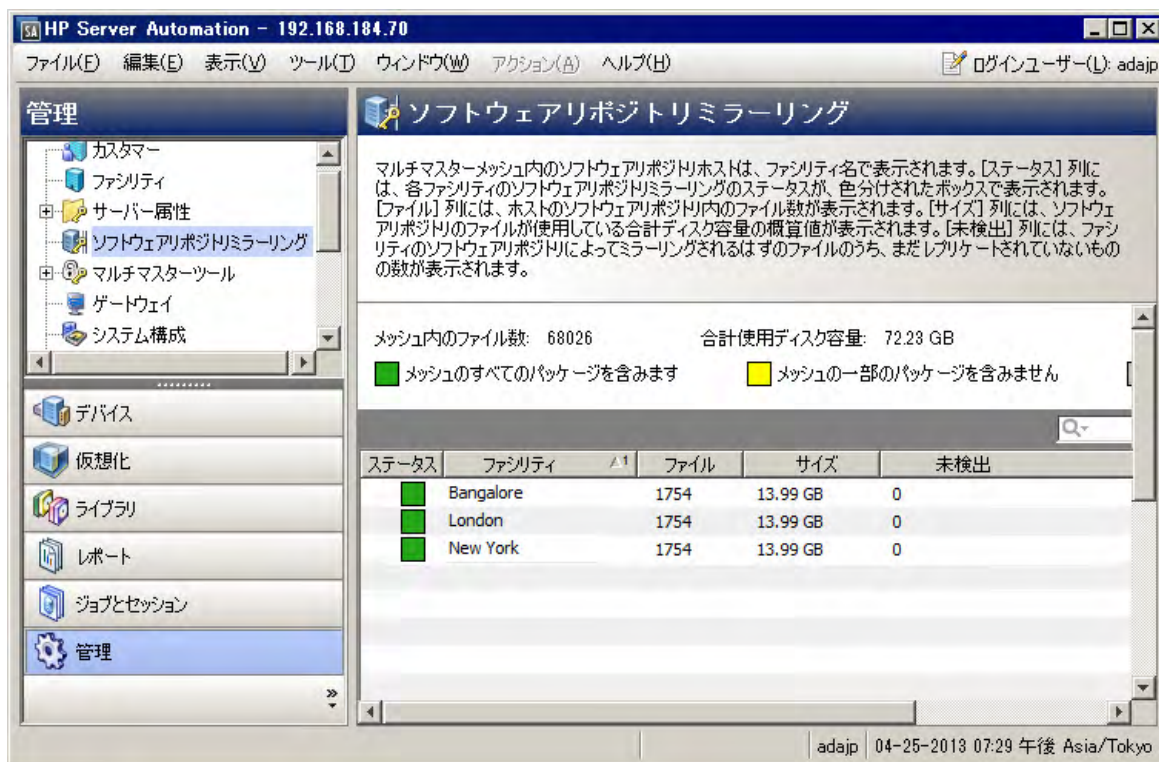 SA HP Server Automation - 192.168.184.70
ファイル(F) 編集(E) 表示(V) ツール(T) ウィンドウ(W) アクション(A) ヘルプ(H) ログインユーザー(L): adajp
管理
カスタマー
ファシリティ
サーバー属性
ソフトウェアリポジトリミラーリング
マルチマスターツール
ゲートウェイ
システム構成
デバイス
仮想化
ライブラリ
レポート
ジョブとセッション
管理
»
ソフトウェアリポジトリミラーリング
マルチマスターメッシュ内のソフトウェアリポジトリホストは、ファシリティ名で表示されます。[ステータス] 列に
は、各ファシリティのソフトウェアリポジトリミラーリングのステータスが、色分けされたボックスで表示されます。
[ファイル] 列には、ホストのソフトウェアリポジトリ内のファイル数が表示されます。[サイズ] 列には、ソフトウェ
アリポジトリのファイルが使用している合計ディスク容量の概算値が表示されます。[未検出] 列には、ファシ
リティのソフトウェアリポジトリによってミラーリングされるはずのファイルのうち、まだレプリケートされていないもの
の数が表示されます。
メッシュ内のファイル数: 68026 合計使用ディスク容量: 72.23 GB
メッシュのすべてのパッケージを含みます メッシュの一部のパッケージを含みません
ステータス ファシリティ 1 ファイル サイズ 未検出
Bangalore 1754 13.99 GB 0
London 1754 13.99 GB 0
New York 1754 13.99 GB 0
adajp 04-25-2013 07:29 午後 Asia/Tokyo